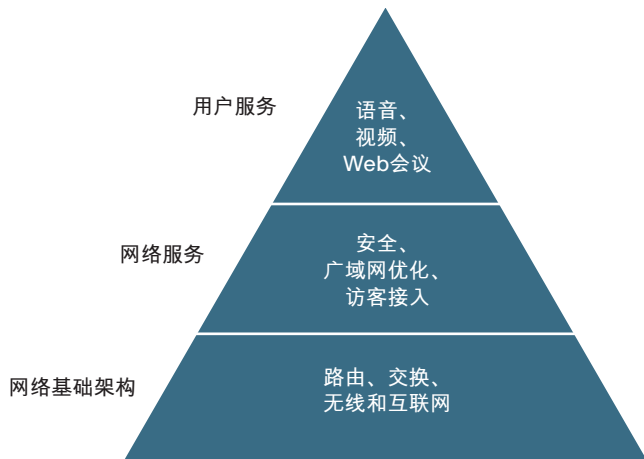 用户服务
语音、
视频、
Web会议
网络服务
安全、
广域网优化、
访客接入
网络基础架构
路由、交换、
无线和互联网